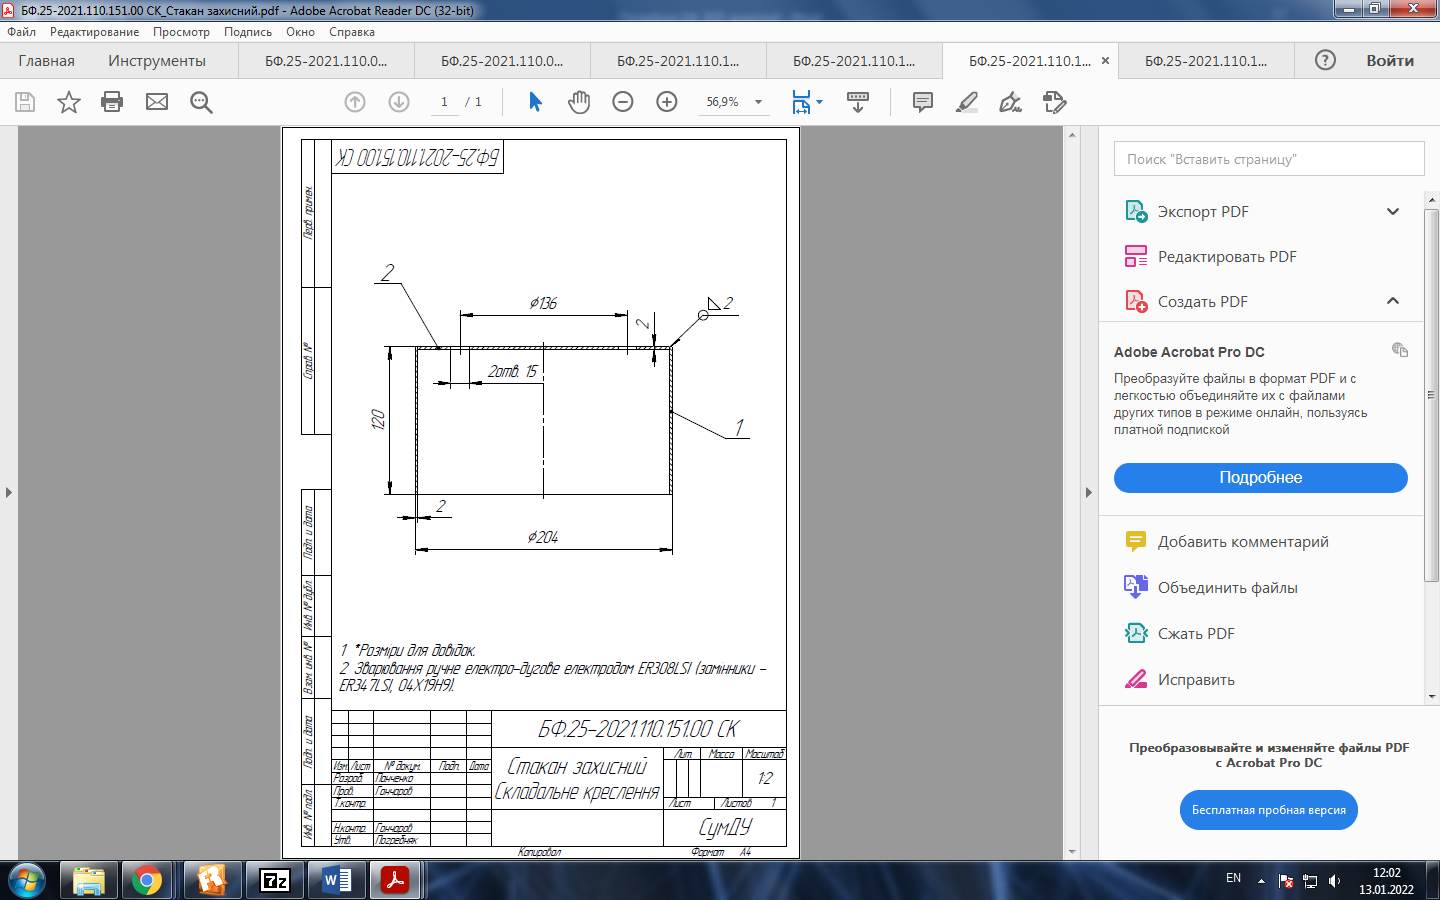 БФ.25-2021.110.151.00 СК_Стакан захисний.pdf - Adobe Acrobat Reader DC (32-bit)
Файл Редактирование Просмотр Подпись Окно Справка
Главная Инструменты БФ.25-2021.110.0... БФ.25-2021.110.0... БФ.25-2021.110.1... БФ.25-2021.110.1... БФ.25-2021.110.1... × БФ.25-2021.110.1... ? Войти
1 / 1 56,9%
БФ.25-2021.110.151.00 СК
Перв. примен.
Справ. №
Подп. и дата
Инв. № дубл.
Взам. инв. №
Подп. и дата
Инв. № подл.
2
⌀136
2
2
2отв. 15
120
1
2
⌀204
1 *Розміри для довідок.
2 Зварювання ручне електро-дугове електродом ER308LSI (замінники –
ER347LSI, 04Х19Н9).
БФ.25-2021.110.151.00 СК
Изм. Лист № докум. Подп. Дата
Разраб. Панченко
Пров. Гончаров
Т.контр.
Н.контр. Гончаров
Утв. Погребняк
Стакан захисний
Складальне креслення
Лит. Масса Масштаб
1:2
Лист Листов 1
СумДУ
Копировал Формат А4
Поиск "Вставить страницу"
Экспорт PDF
Редактировать PDF
Создать PDF
Adobe Acrobat Pro DC
Преобразуйте файлы в формат PDF и с
легкостью объединяйте их с файлами
других типов в режиме онлайн, пользуясь
платной подпиской
Подробнее
Добавить комментарий
Объединить файлы
Сжать PDF
Исправить
Преобразовывайте и изменяйте файлы PDF
с Acrobat Pro DC
Бесплатная пробная версия
7z W EN 12:02
13.01.2022